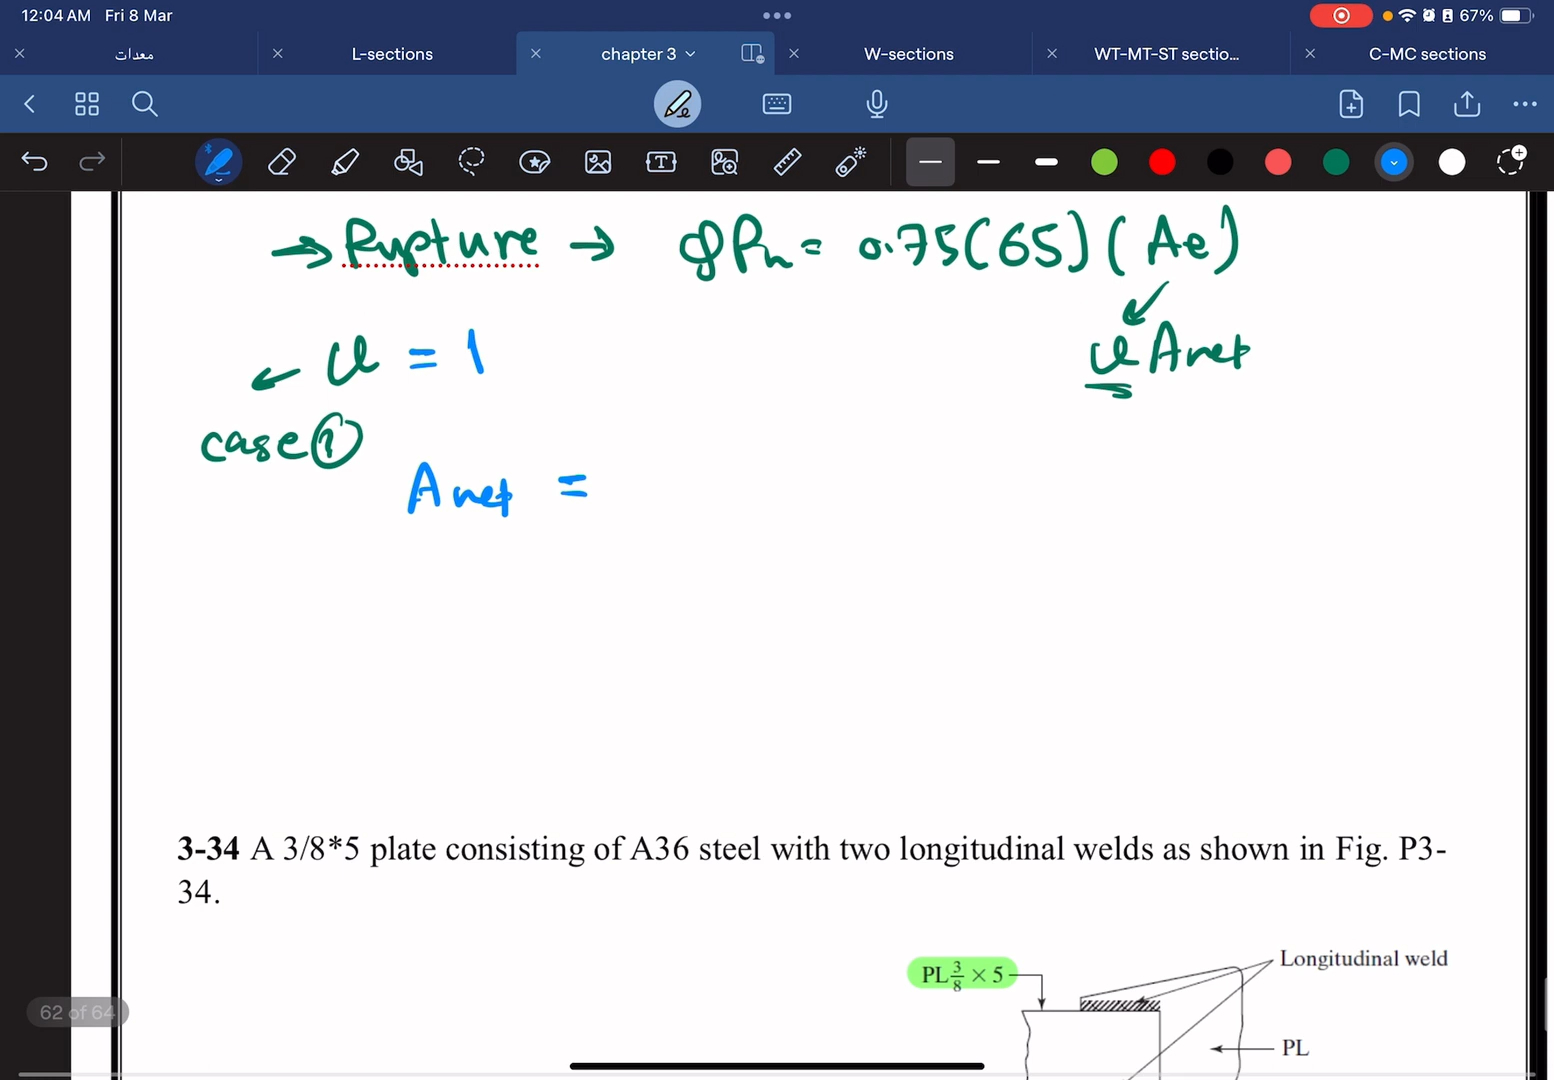 12:04 AM Fri 8 Mar
67%
معدات
L-sections
chapter 3
W-sections
WT-MT-ST sectio...
C-MC sections
→ Rupture → φPn = 0.75(65)(Ae)
U = 1
U Anet
case ①
Anet =
3-34 A 3/8*5 plate consisting of A36 steel with two longitudinal welds as shown in Fig. P3-
34.
Longitudinal weld
PL 3/8 × 5
62 of 64
PL